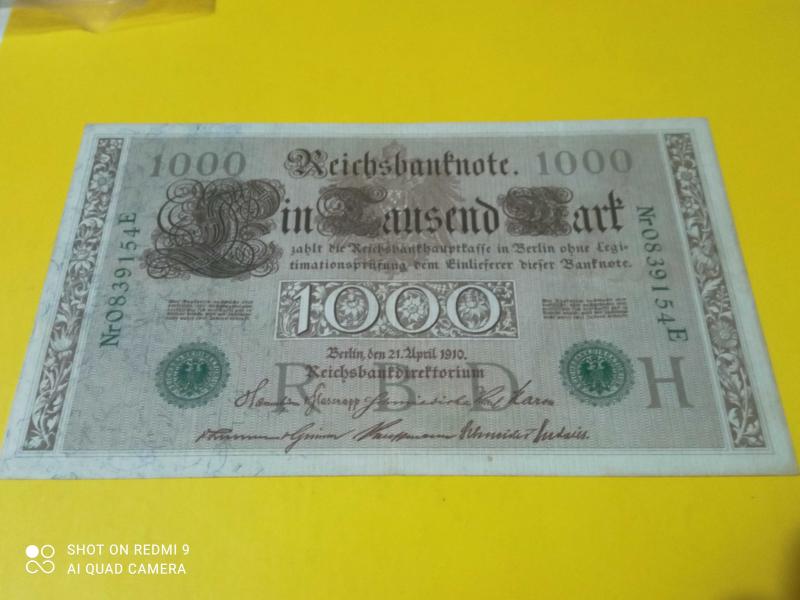 1000 Reichsbanknote. 1000
Ein Tausend Mark
zahlt die Reichsbankhauptkasse in Berlin ohne Legi-
timationsprüfung dem Einlieferer dieser Banknote.
Nr0839154E
Nr0839154E
1000
Berlin, den 21. April 1910.
Reichsbankdirektorium
R B D H
SHOT ON REDMI 9
AI QUAD CAMERA